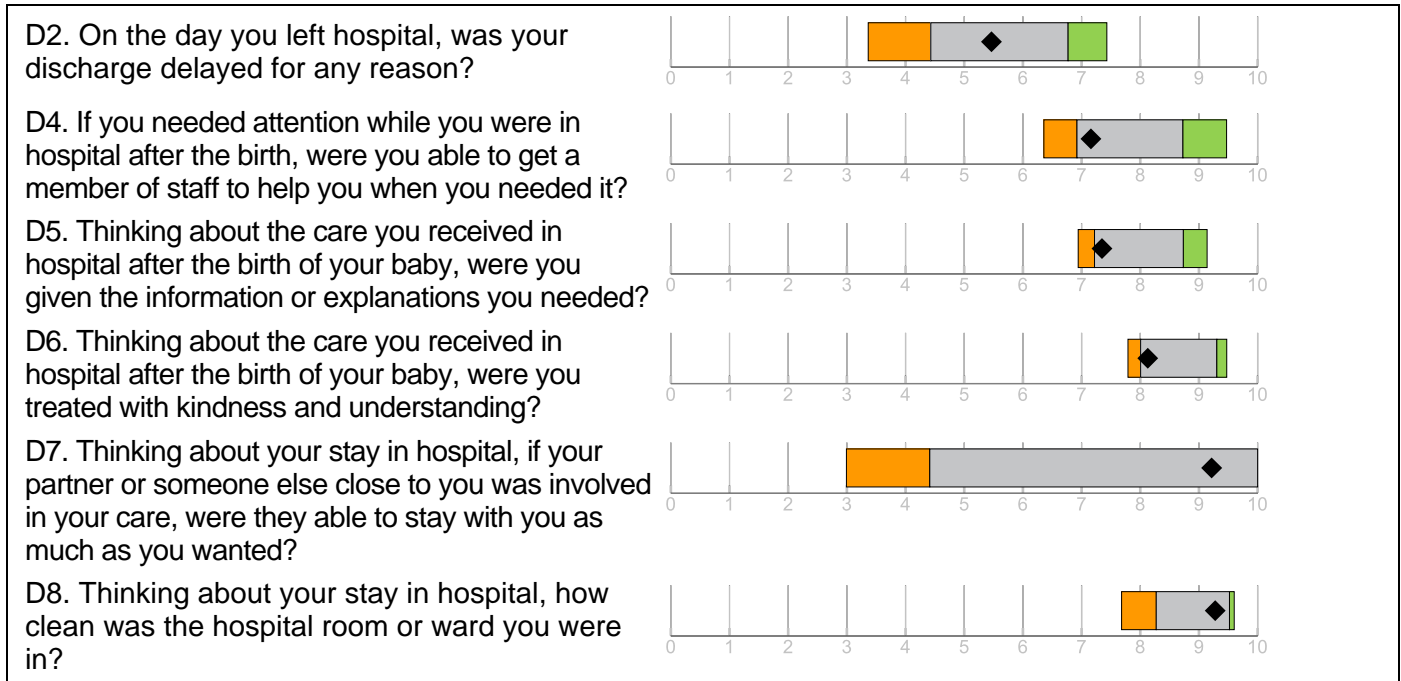 D2. On the day you left hospital, was your
discharge delayed for any reason?
0 1 2 3 4 5 6 7 8 9 10
D4. If you needed attention while you were in
hospital after the birth, were you able to get a
member of staff to help you when you needed it?
0 1 2 3 4 5 6 7 8 9 10
D5. Thinking about the care you received in
hospital after the birth of your baby, were you
given the information or explanations you needed?
0 1 2 3 4 5 6 7 8 9 10
D6. Thinking about the care you received in
hospital after the birth of your baby, were you
treated with kindness and understanding?
0 1 2 3 4 5 6 7 8 9 10
D7. Thinking about your stay in hospital, if your
partner or someone else close to you was involved
in your care, were they able to stay with you as
much as you wanted?
0 1 2 3 4 5 6 7 8 9 10
D8. Thinking about your stay in hospital, how
clean was the hospital room or ward you were
in?
0 1 2 3 4 5 6 7 8 9 10